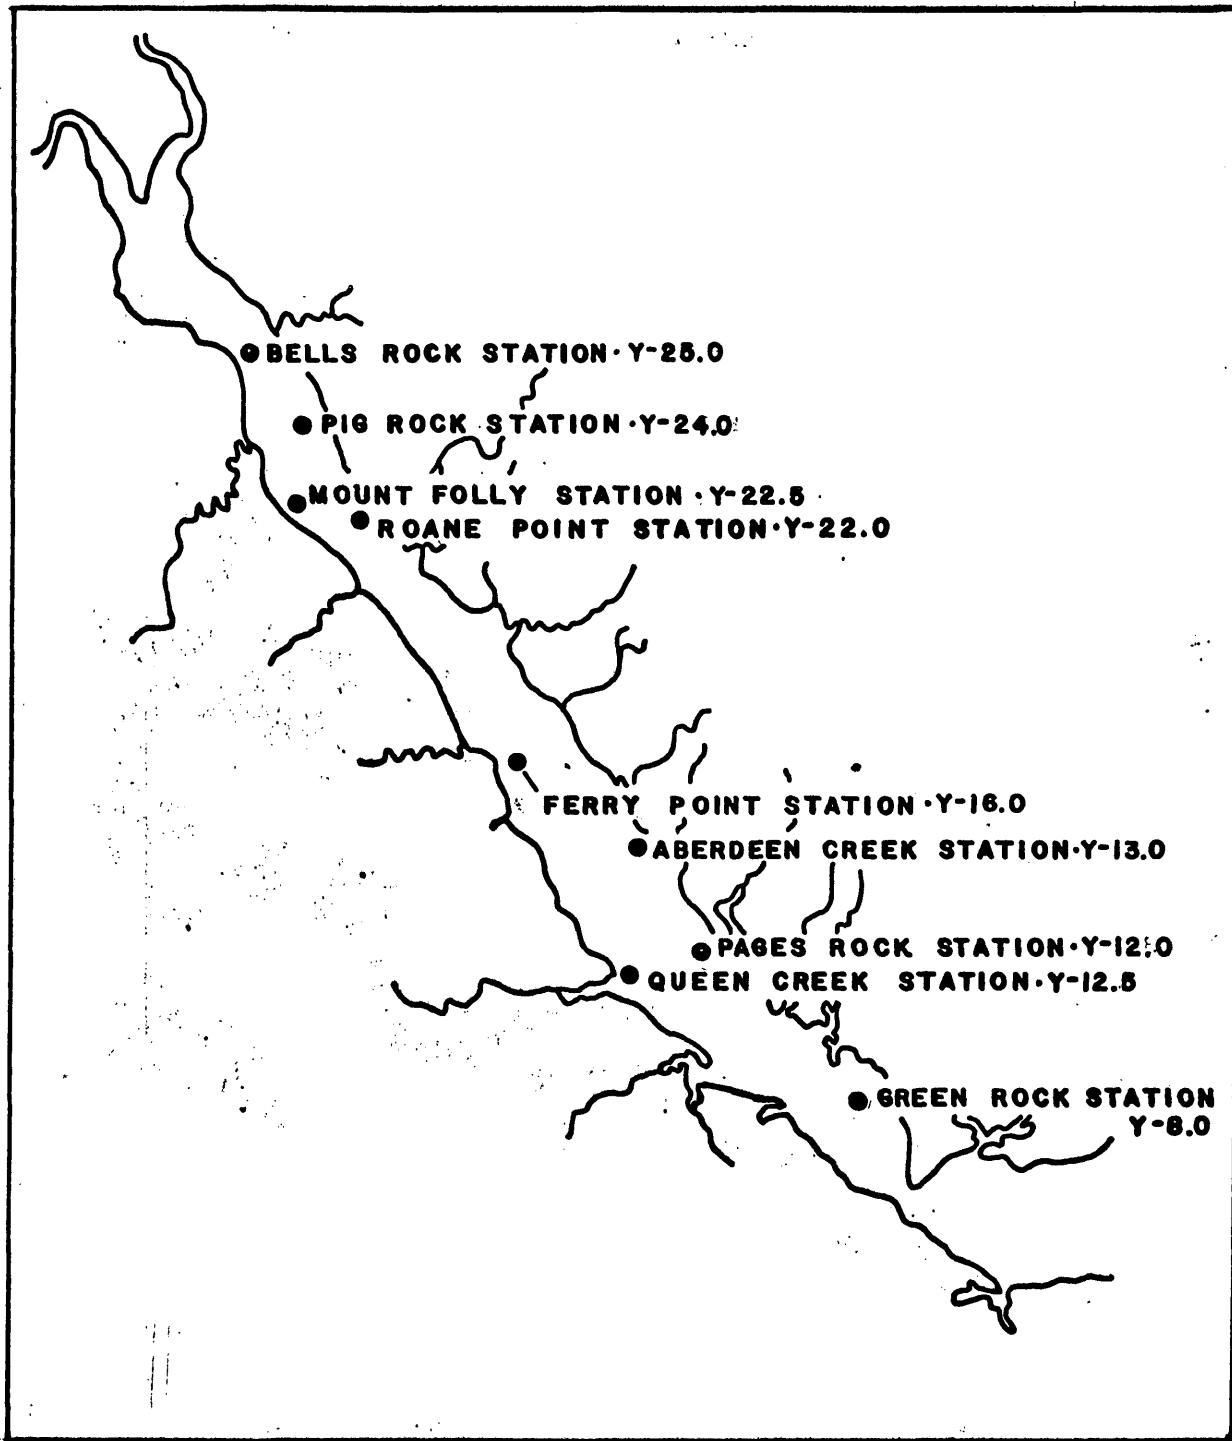 BELLS ROCK STATION·Y-25.0
PIG ROCK STATION·Y-24.0
MOUNT FOLLY STATION·Y-22.5
ROANE POINT STATION·Y-22.0
FERRY POINT STATION·Y-16.0
ABERDEEN CREEK STATION·Y-13.0
PAGES ROCK STATION·Y-12.0
QUEEN CREEK STATION·Y-12.5
GREEN ROCK STATION
Y-8.0